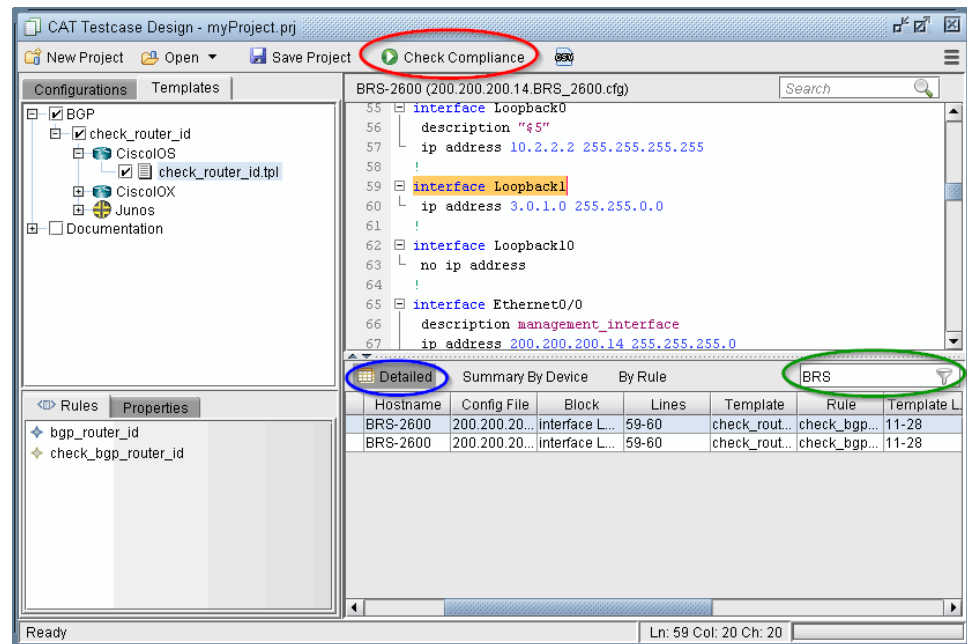 CAT Testcase Design - myProject.prj
New Project Open Save Project Check Compliance
Configurations Templates
BGP
check_router_id
CiscoIOS
check_router_id.tpl
CiscoIOX
Junos
Documentation
BRS-2600 (200.200.200.14.BRS_2600.cfg) Search
55 interface Loopback0
56 description "$5"
57 ip address 10.2.2.2 255.255.255.255
58 !
59 interface Loopback1
60 ip address 3.0.1.0 255.255.0.0
61 !
62 interface Loopback10
63 no ip address
64 !
65 interface Ethernet0/0
66 description management_interface
67 ip address 200.200.200.14 255.255.255.0
Rules Properties
bgp_router_id
check_bgp_router_id
Detailed Summary By Device By Rule BRS
Hostname Config File Block Lines Template Rule Template L.
BRS-2600 200.200.20... interface L... 59-60 check_rout... check_bgp... 11-28
BRS-2600 200.200.20... interface L... 59-60 check_rout... check_bgp... 11-28
Ready Ln: 59 Col: 20 Ch: 20